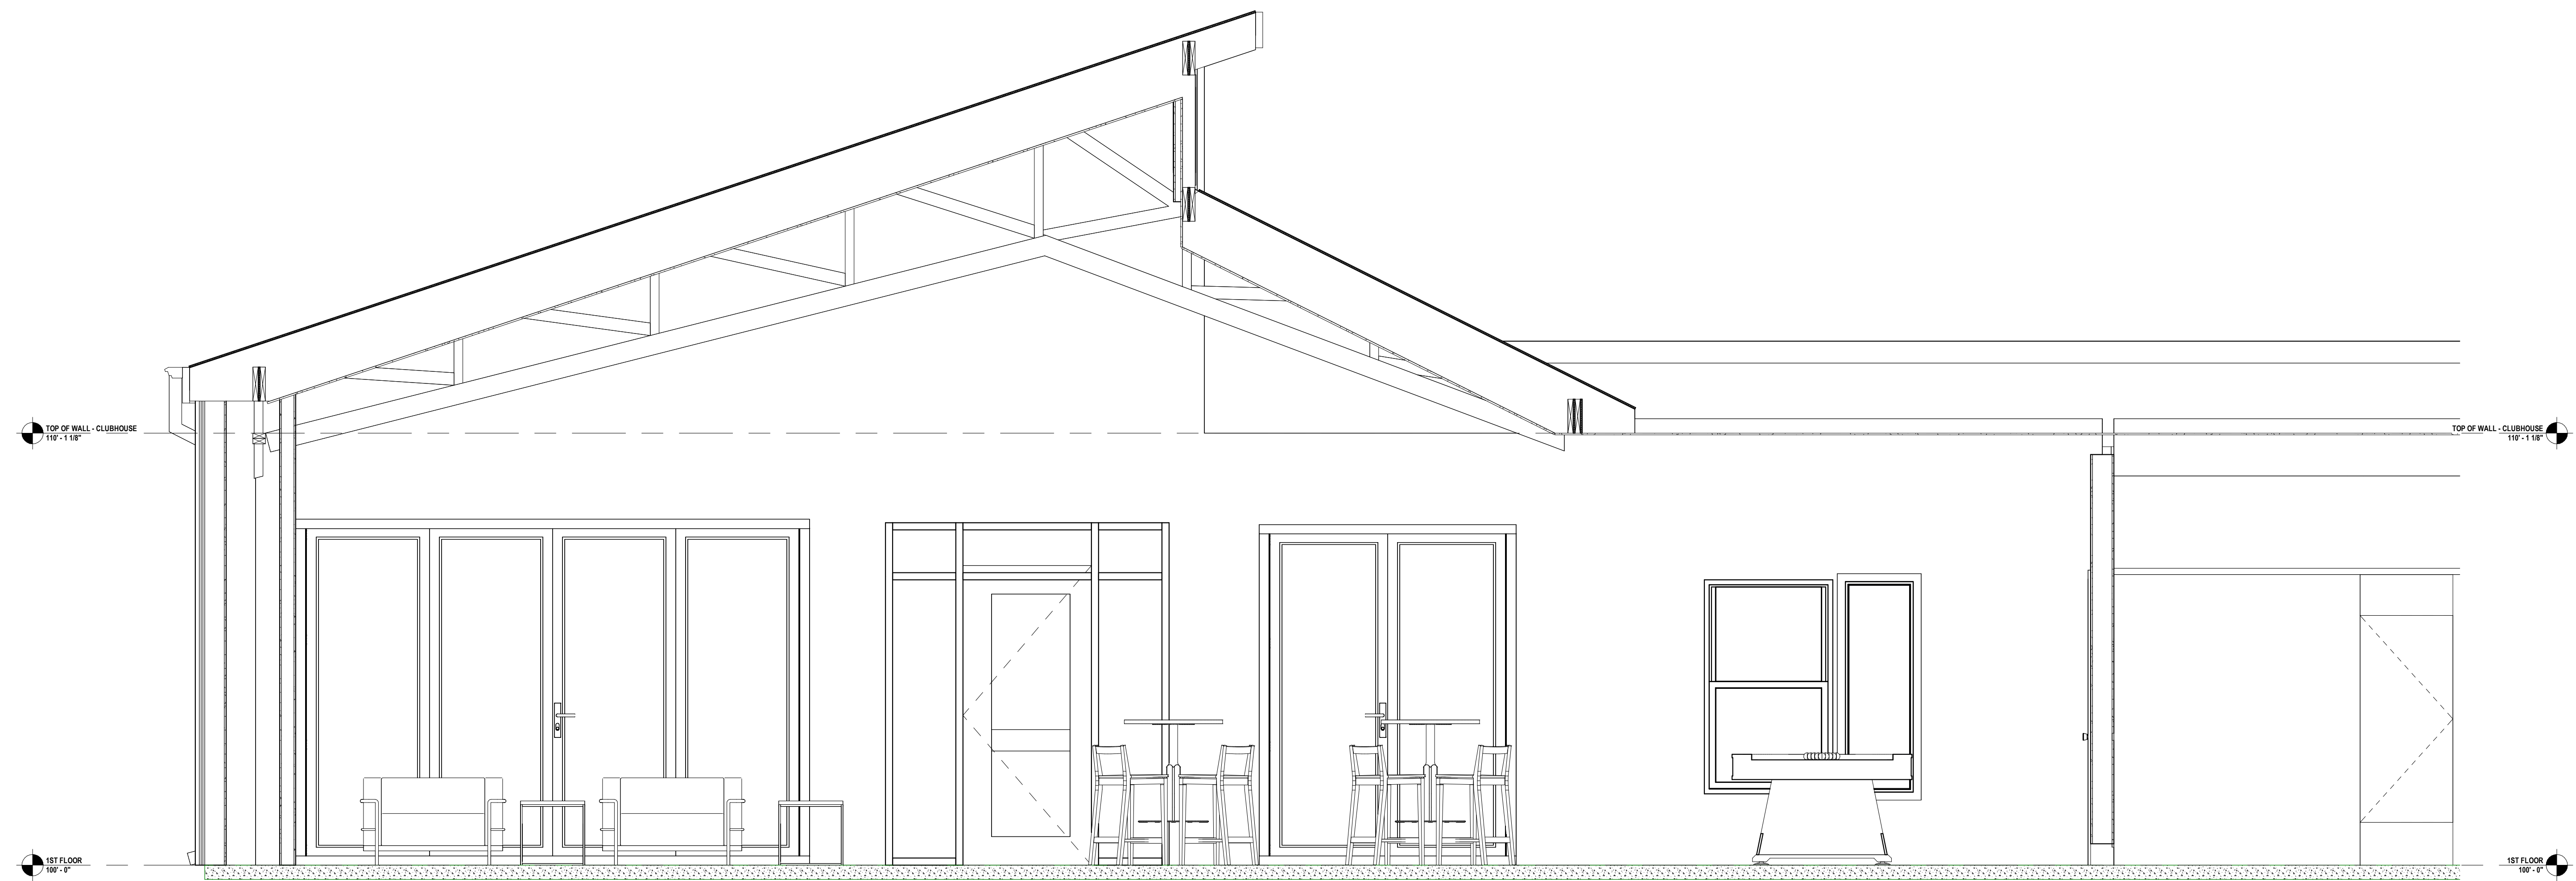 TOP OF WALL - CLUBHOUSE
110' - 1 1/8"
TOP OF WALL - CLUBHOUSE
110' - 1 1/8"
1ST FLOOR
100' - 0"
1ST FLOOR
100' - 0"